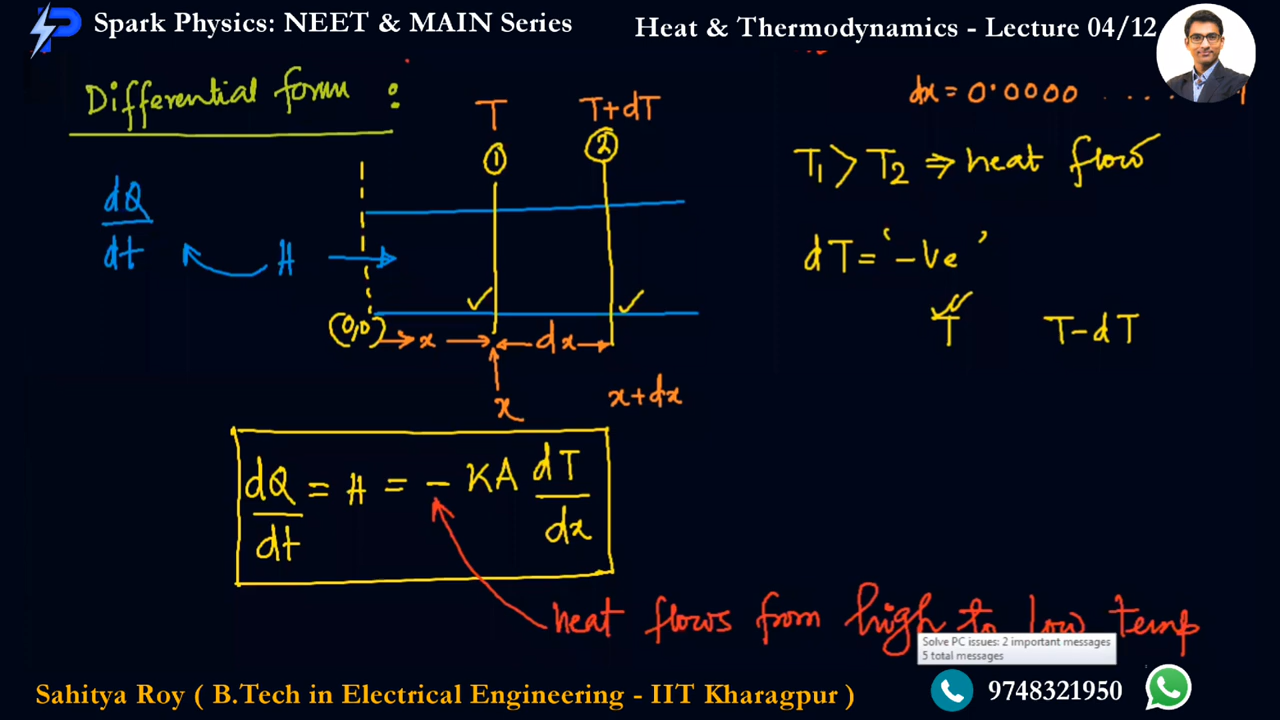 Spark Physics: NEET & MAIN Series
Heat & Thermodynamics - Lecture 04/12
Differential form :
dx = 0.0000 . . . . 1
T
T+dT
① ②
T₁ > T₂ ⇒ heat flow
dQ/dt
H
dT = '-ve'
T T-dT
(0,0)
x
dx
x
x+dx
dQ/dt = H = - KA dT/dx
heat flows from high to low temp
Solve PC issues: 2 important messages
5 total messages
Sahitya Roy ( B.Tech in Electrical Engineering - IIT Kharagpur )
9748321950